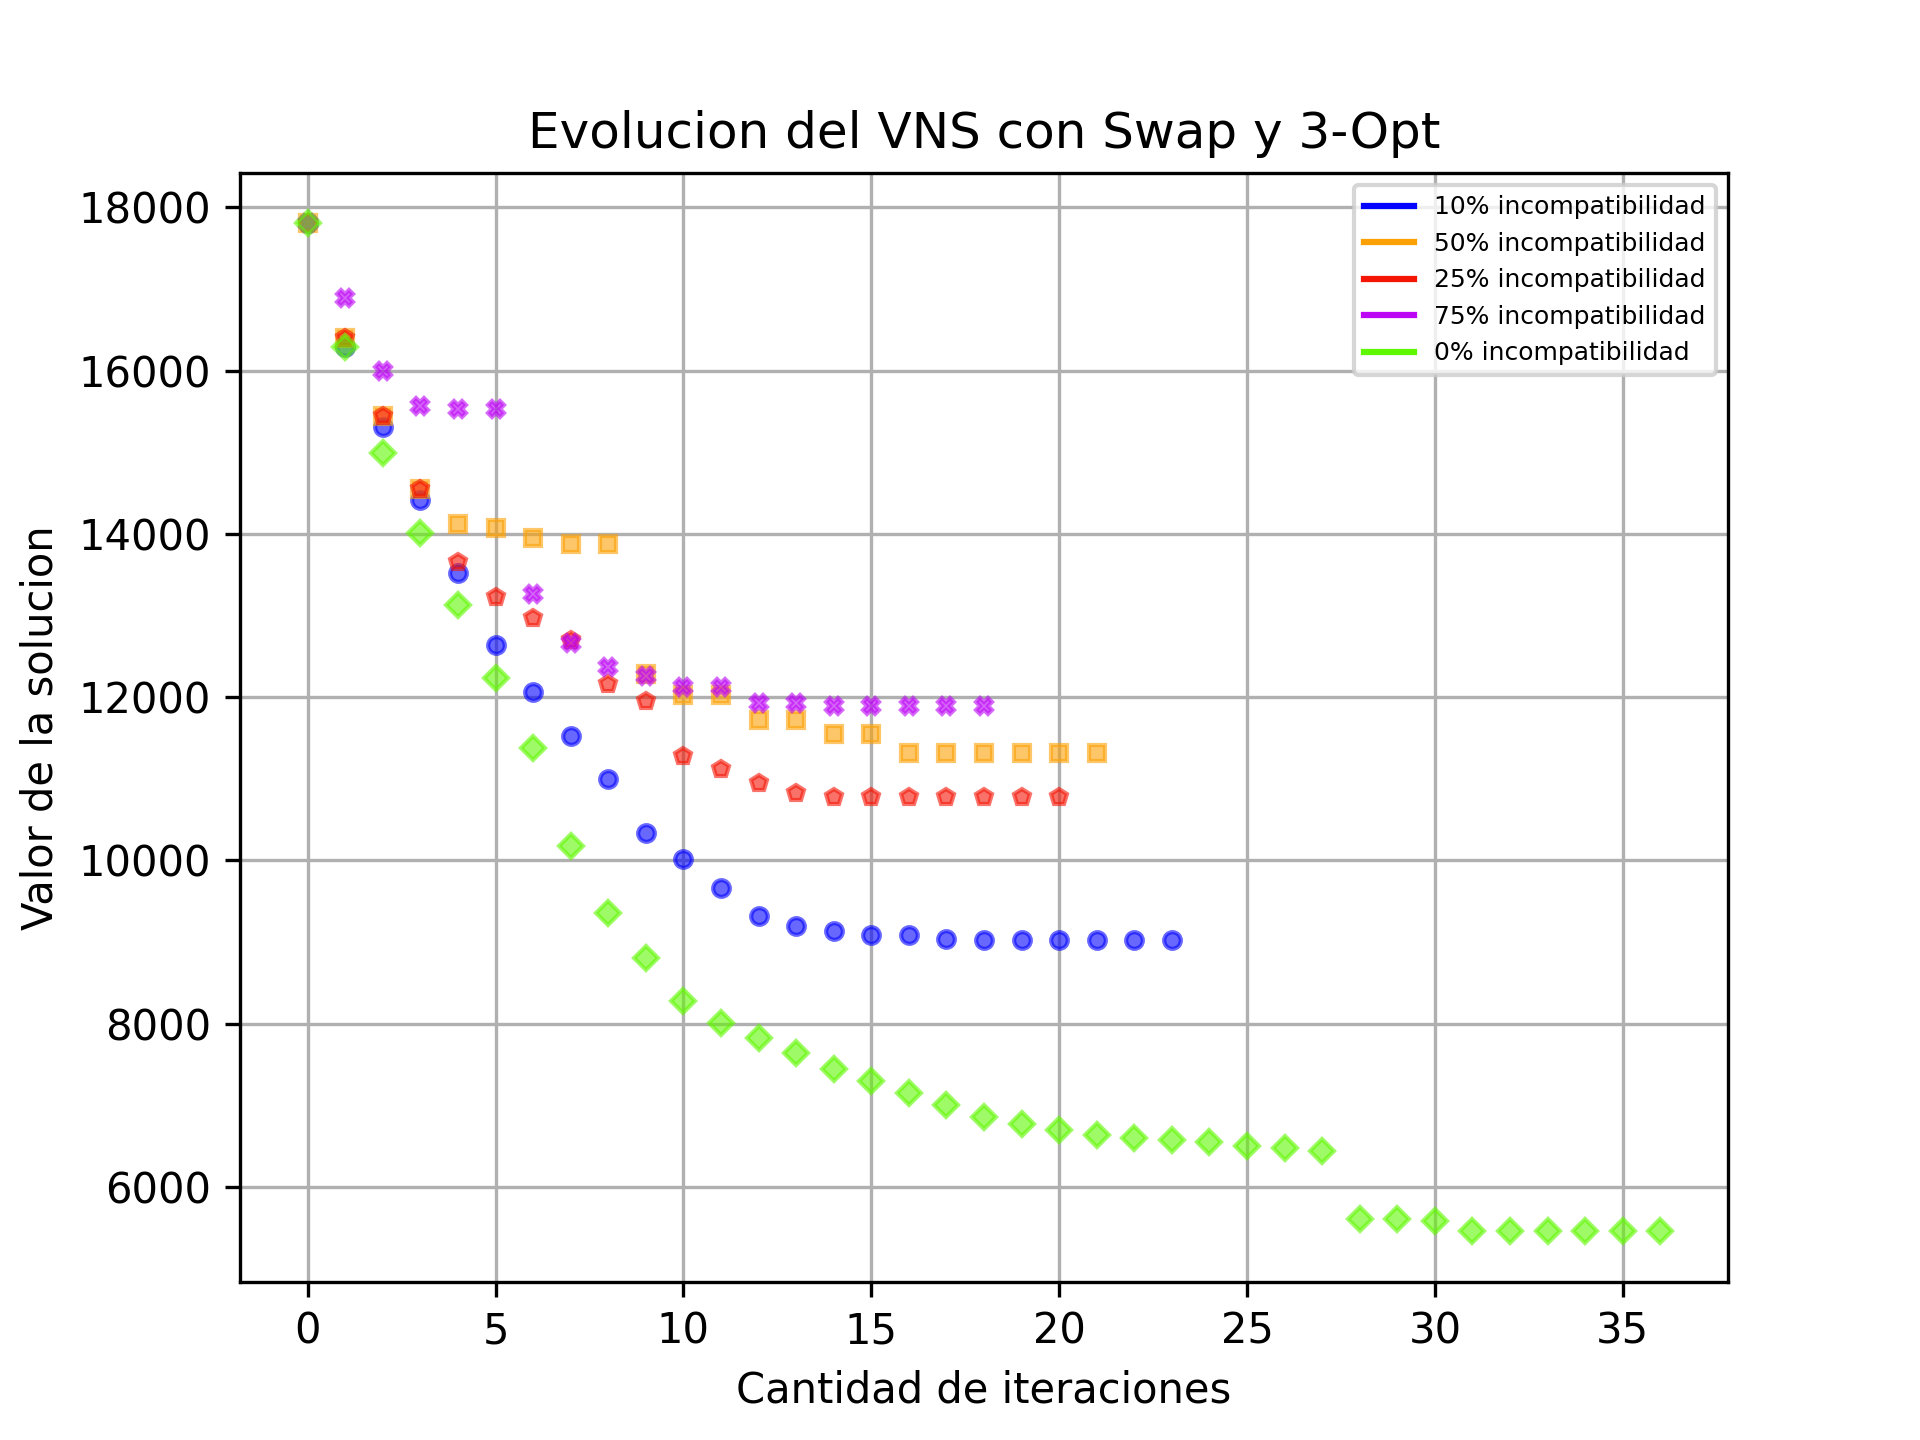 Evolucion del VNS con Swap y 3-Opt
10% incompatibilidad
50% incompatibilidad
25% incompatibilidad
75% incompatibilidad
0% incompatibilidad
Valor de la solucion
18000
16000
14000
12000
10000
8000
6000
0 5 10 15 20 25 30 35
Cantidad de iteraciones